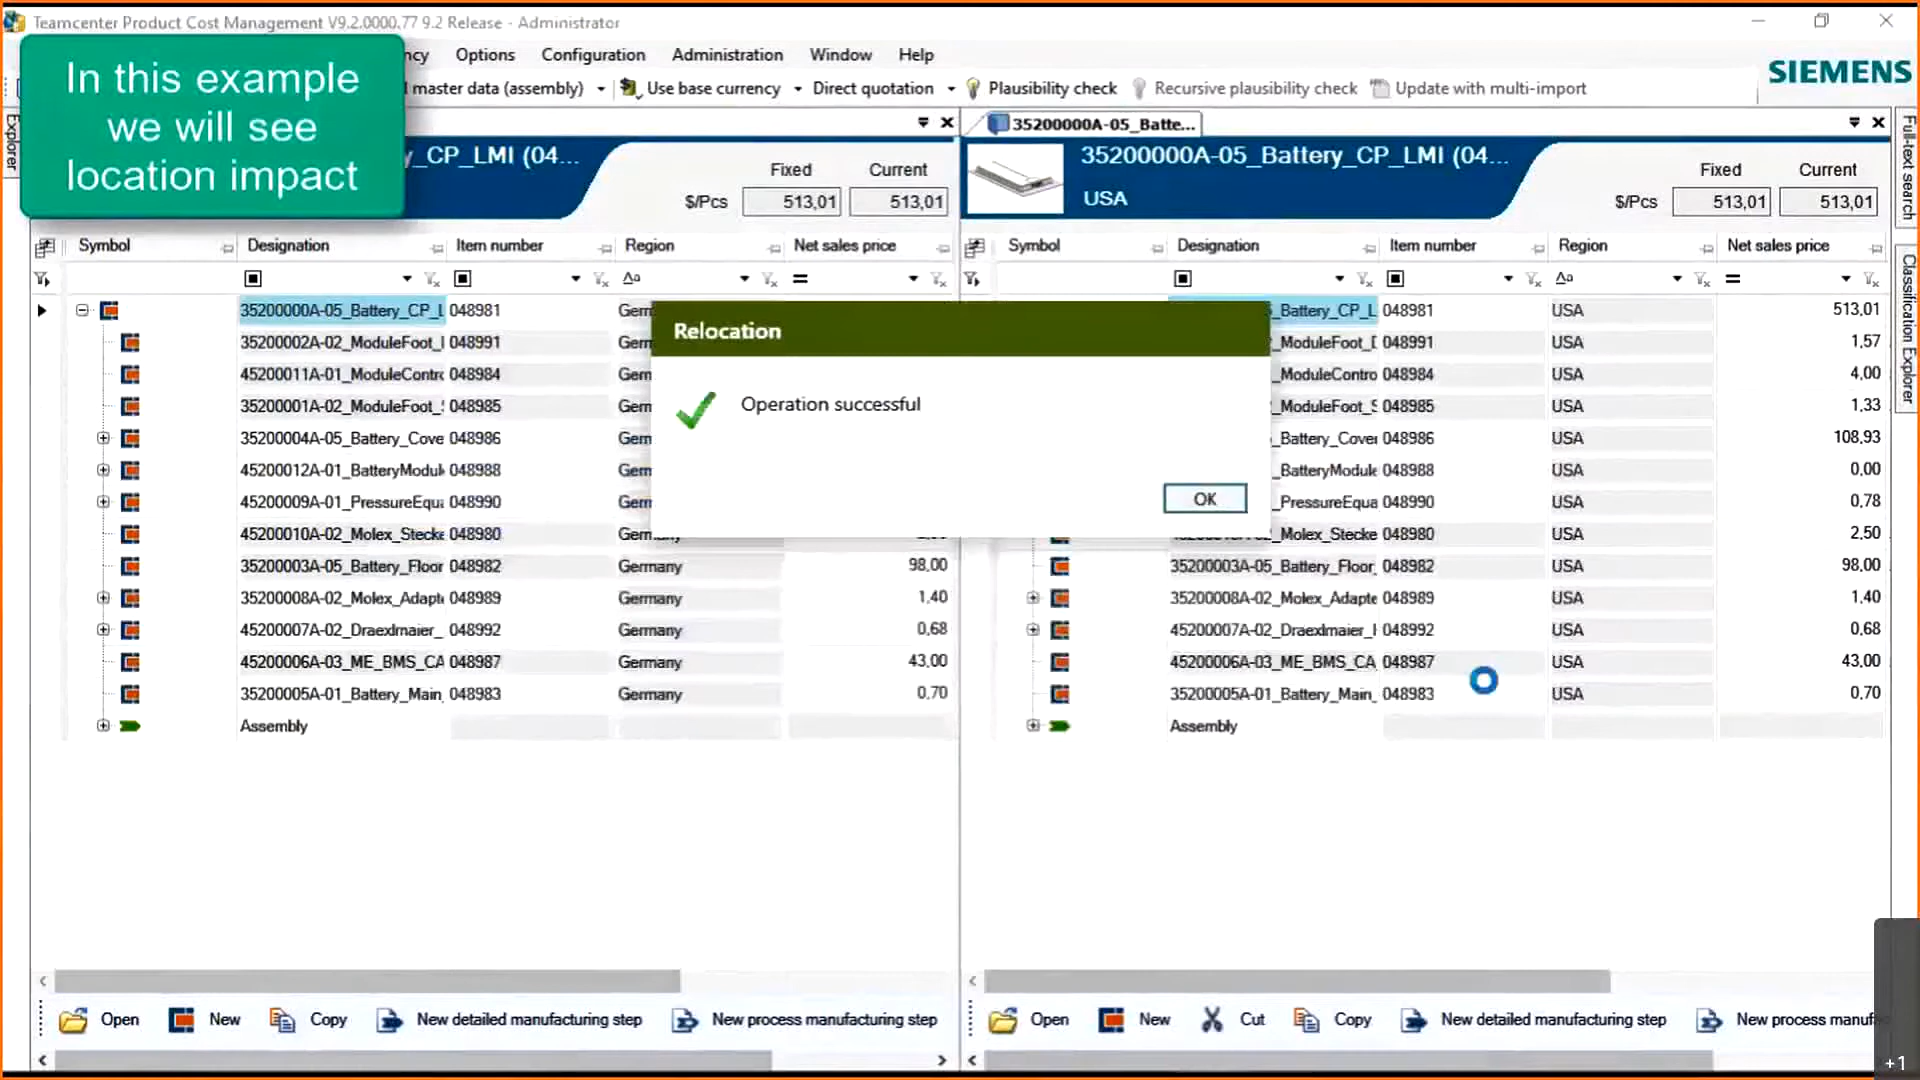 Teamcenter Product Cost Management V9.2.0000.77 9.2 Release - Administrator
In this example
we will see
location impact
Options Configuration Administration Window Help
master data (assembly) Use base currency Direct quotation Plausibility check Recursive plausibility check Update with multi-import
SIEMENS
Explorer
Full-text search
Classification Explorer
_CP_LMI (04...
Fixed Current
$/Pcs 513,01 513,01
Symbol Designation Item number Region Net sales price
35200000A-05_Battery_CP_L 048981
35200002A-02_ModuleFoot_ 048991
45200011A-01_ModuleContro 048984
35200001A-02_ModuleFoot_ 048985
35200004A-05_Battery_Cove 048986
45200012A-01_BatteryModul 048988
45200009A-01_PressureEqua 048990
45200010A-02_Molex_Stecke 048980
35200003A-05_Battery_Floor 048982 Germany 98,00
35200008A-02_Molex_Adapte 048989 Germany 1,40
45200007A-02_Draexlmaier_ 048992 Germany 0,68
45200006A-03_ME_BMS_CA 048987 Germany 43,00
35200005A-01_Battery_Main_ 048983 Germany 0,70
Assembly
Relocation
Operation successful
OK
35200000A-05_Batte...
35200000A-05_Battery_CP_LMI (04...
USA
Fixed Current
$/Pcs 513,01 513,01
Symbol Designation Item number Region Net sales price
_Battery_CP_L 048981 USA 513,01
_ModuleFoot_D 048991 USA 1,57
_ModuleContro 048984 USA 4,00
_ModuleFoot_S 048985 USA 1,33
_Battery_Cover 048986 USA 108,93
_BatteryModule 048988 USA 0,00
_PressureEqua 048990 USA 0,78
_Molex_Stecke 048980 USA 2,50
35200003A-05_Battery_Floor_ 048982 USA 98,00
35200008A-02_Molex_Adapte 048989 USA 1,40
45200007A-02_Draexlmaier_ 048992 USA 0,68
45200006A-03_ME_BMS_CA 048987 USA 43,00
35200005A-01_Battery_Main_ 048983 USA 0,70
Assembly
Open New Copy New detailed manufacturing step New process manufacturing step
Open New Cut Copy New detailed manufacturing step New process manuf
+1